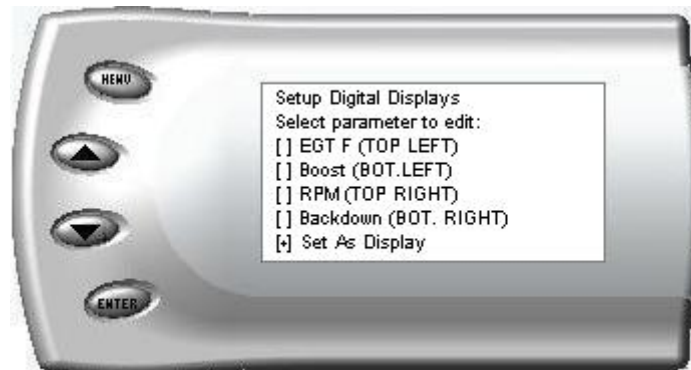 MENU
Setup Digital Displays
Select parameter to edit:
[ ] EGT F (TOP LEFT)
[ ] Boost (BOT.LEFT)
[ ] RPM (TOP RIGHT)
[ ] Backdown (BOT. RIGHT)
[+] Set As Display
ENTER